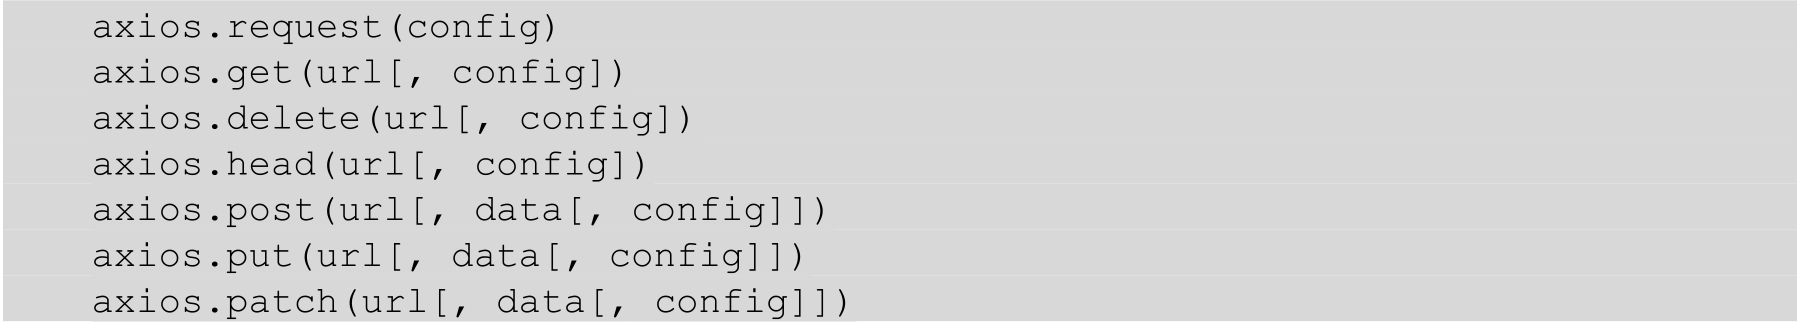 axios.request(config)
axios.get(url[, config])
axios.delete(url[, config])
axios.head(url[, config])
axios.post(url[, data[, config]])
axios.put(url[, data[, config]])
axios.patch(url[, data[, config]])